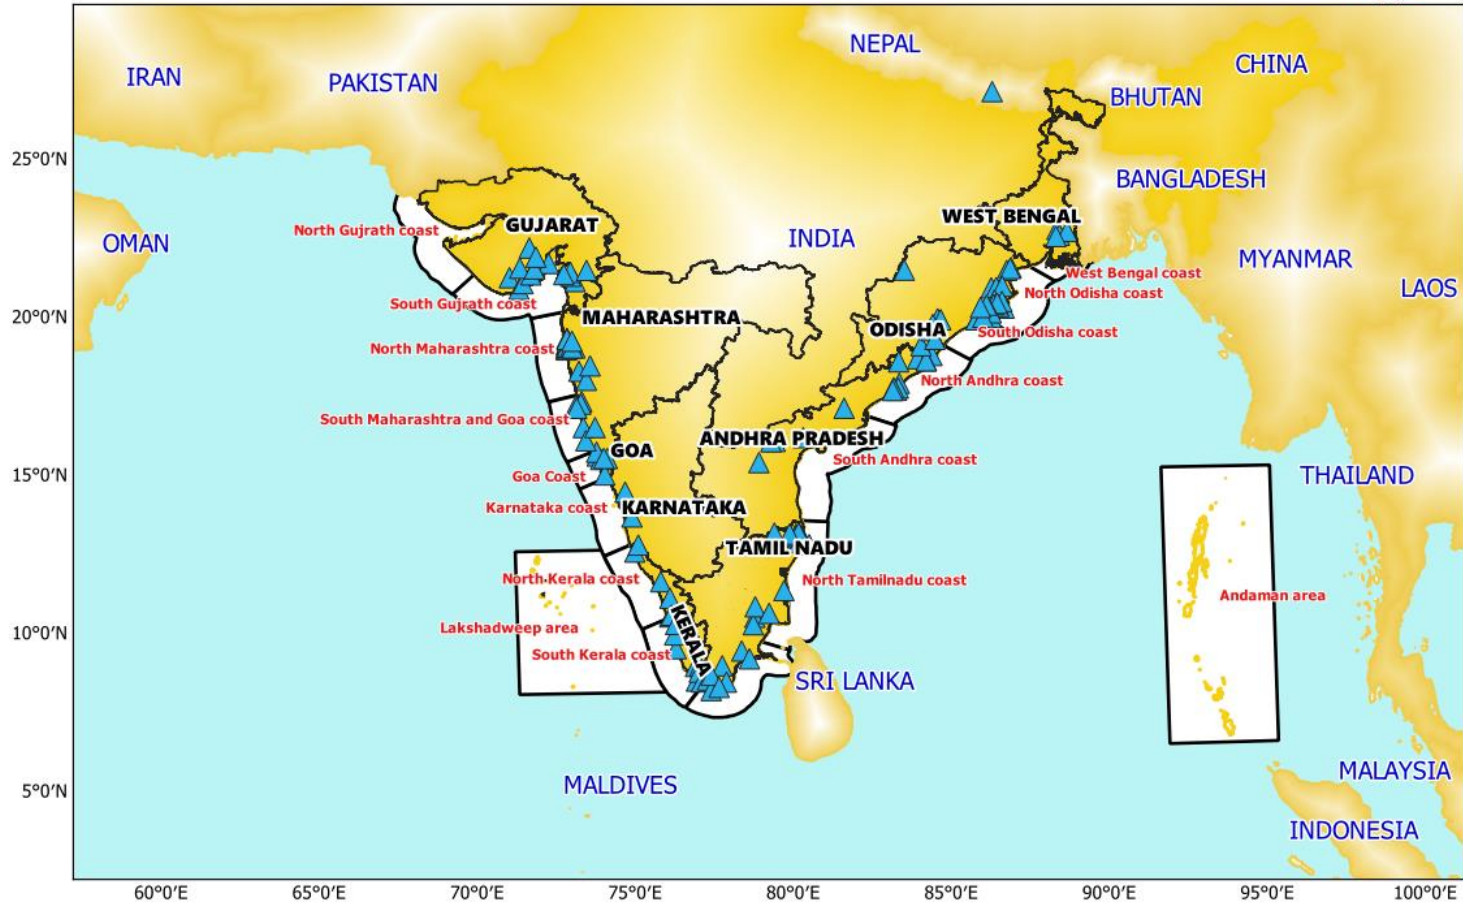 NEPAL
CHINA
IRAN
PAKISTAN
BHUTAN
25°0'N
BANGLADESH
WEST BENGAL
GUJARAT
North Gujrath coast
INDIA
OMAN
MYANMAR
West Bengal coast
LAOS
North Odisha coast
South Gujrath coast
20°0'N
MAHARASHTRA
ODISHA
South Odisha coast
North Maharashtra coast
North Andhra coast
South Maharashtra and Goa coast
ANDHRA PRADESH
GOA
South Andhra coast
15°0'N
Goa Coast
THAILAND
Karnataka coast
KARNATAKA
TAMIL NADU
North Kerala coast
North Tamilnadu coast
Andaman area
Lakshadweep area
10°0'N
KERALA
South Kerala coast
SRI LANKA
MALDIVES
MALAYSIA
5°0'N
INDONESIA
60°0'E
65°0'E
70°0'E
75°0'E
80°0'E
85°0'E
90°0'E
95°0'E
100°0'E